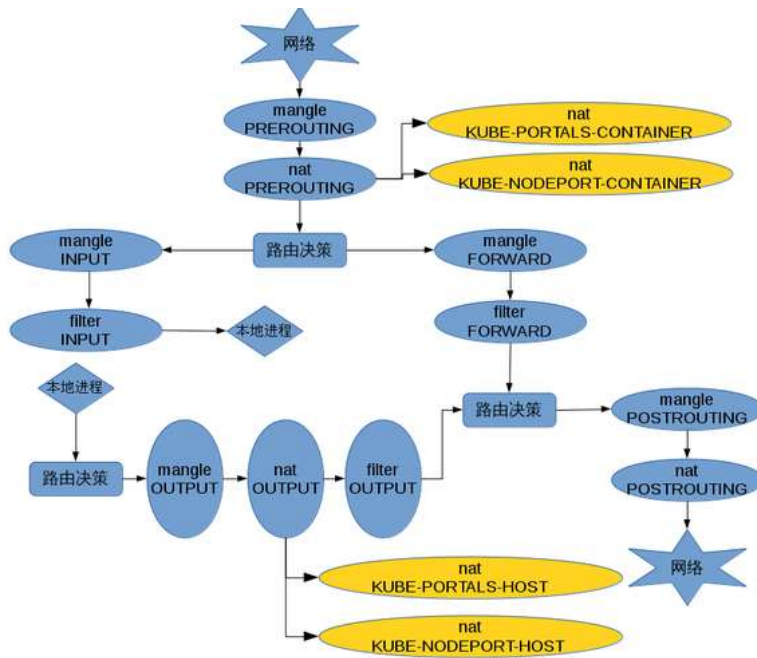 网络
mangle
PREROUTING
nat
KUBE-PORTALS-CONTAINER
nat
PREROUTING
nat
KUBE-NODEPORT-CONTAINER
mangle
INPUT
路由决策
mangle
FORWARD
filter
INPUT
本地进程
filter
FORWARD
本地进程
路由决策
mangle
POSTROUTING
路由决策
mangle
OUTPUT
nat
OUTPUT
filter
OUTPUT
nat
POSTROUTING
网络
nat
KUBE-PORTALS-HOST
nat
KUBE-NODEPORT-HOST